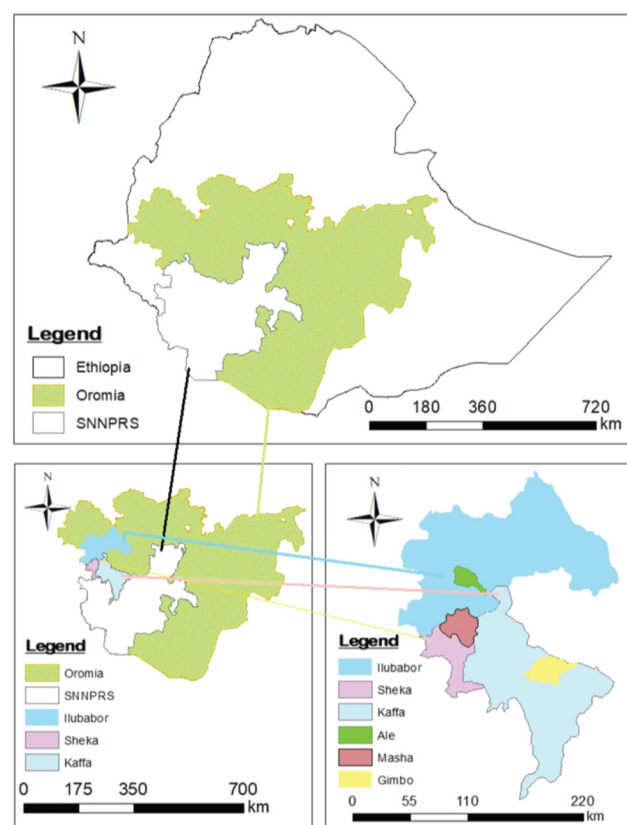 N
Legend
Ethiopia
Oromia
SNNPRS
0 180 360 720
km
N
Legend
Oromia
SNNPRS
Ilubabor
Sheka
Kaffa
0 175 350 700
km
N
Legend
Ilubabor
Sheka
Kaffa
Ale
Masha
Gimbo
0 55 110 220
km